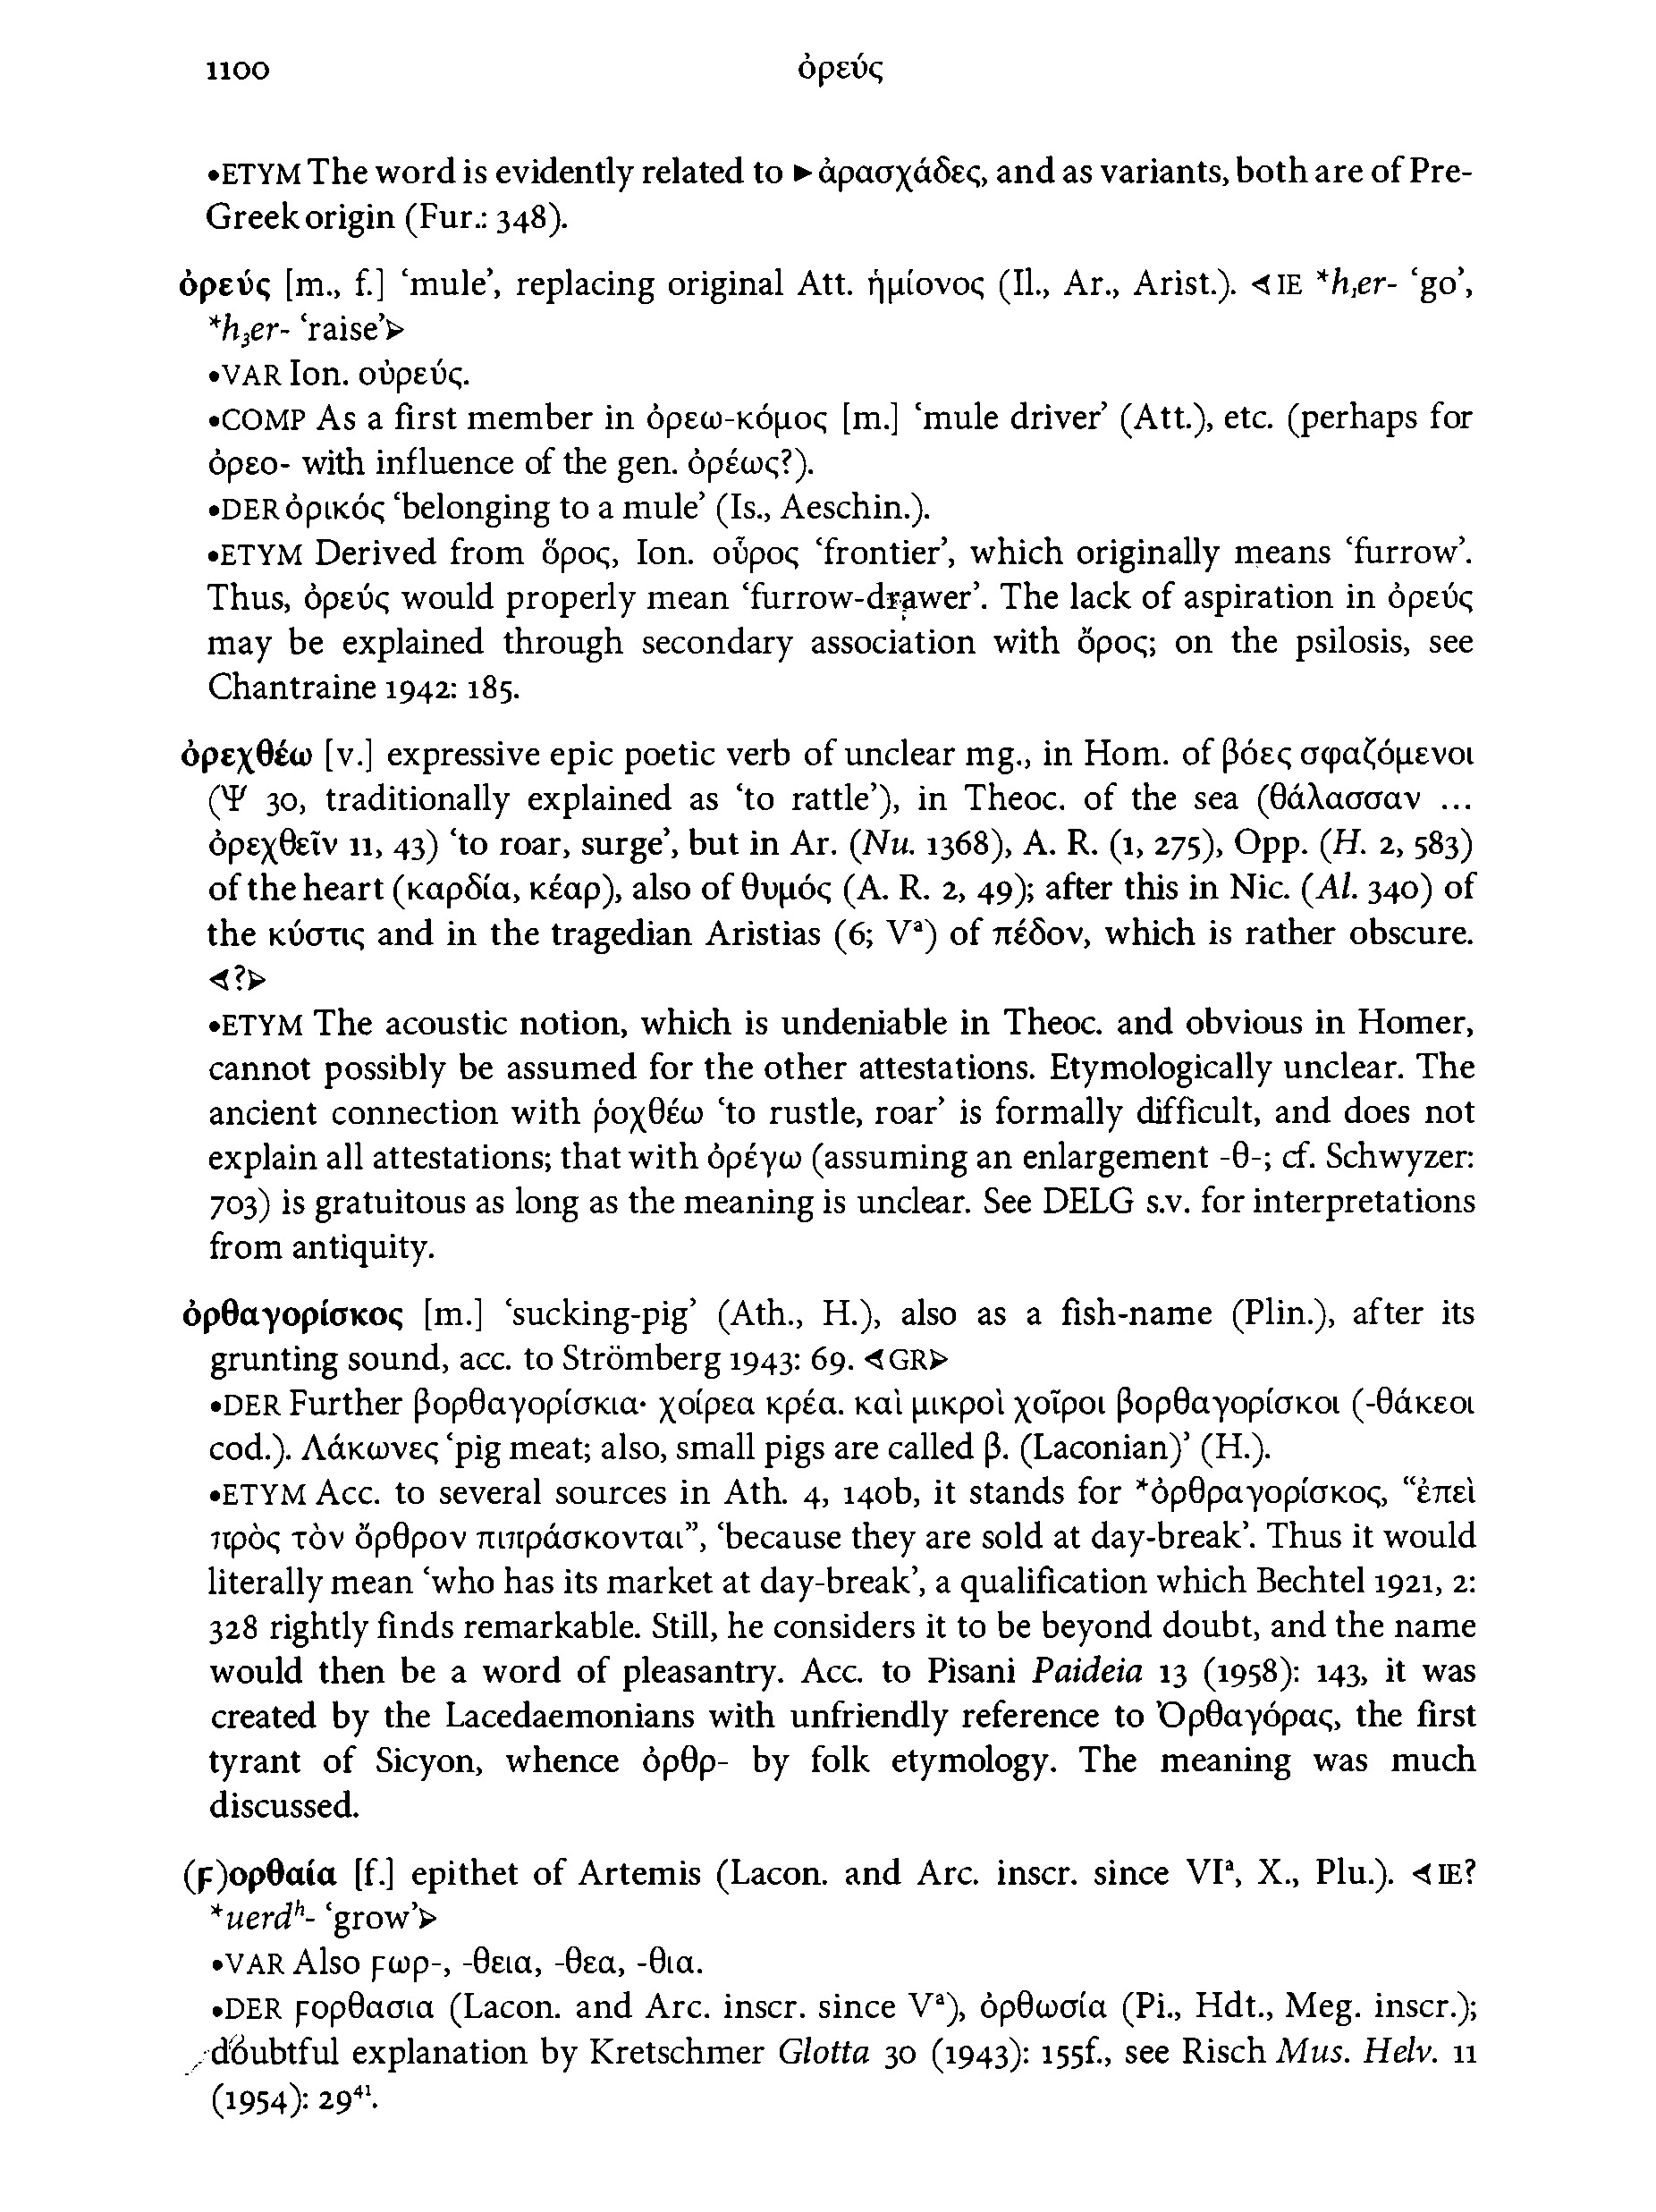 1100 ὀρεύς
•ETYM The word is evidently related to ►ἀρασχάδες, and as variants, both are of Pre-
Greek origin (Fur.: 348).
ὀρεύς [m., f.] ‘mule’, replacing original Att. ἡμίονος (Il., Ar., Arist.). ◁IE *h₁er- ‘go’,
*h₃er- ‘raise’▷
•VAR Ion. οὐρεύς.
•COMP As a first member in ὀρεω-κόμος [m.] ‘mule driver’ (Att.), etc. (perhaps for
ὀρεο- with influence of the gen. ὀρέως?).
•DER ὀρικός ‘belonging to a mule’ (Is., Aeschin.).
•ETYM Derived from ὅρος, Ion. οὖρος ‘frontier’, which originally means ‘furrow’.
Thus, ὀρεύς would properly mean ‘furrow-drawer’. The lack of aspiration in ὀρεύς
may be explained through secondary association with ὄρος; on the psilosis, see
Chantraine 1942: 185.
ὀρεχθέω [v.] expressive epic poetic verb of unclear mg., in Hom. of βόες σφαζόμενοι
(Ψ 30, traditionally explained as ‘to rattle’), in Theoc. of the sea (θάλασσαν ...
ὀρεχθεῖν 11, 43) ‘to roar, surge’, but in Ar. (Nu. 1368), A. R. (1, 275), Opp. (H. 2, 583)
of the heart (καρδία, κέαρ), also of θυμός (A. R. 2, 49); after this in Nic. (Al. 340) of
the κύστις and in the tragedian Aristias (6; Vᵃ) of πέδον, which is rather obscure.
◁?▷
•ETYM The acoustic notion, which is undeniable in Theoc. and obvious in Homer,
cannot possibly be assumed for the other attestations. Etymologically unclear. The
ancient connection with ῥοχθέω ‘to rustle, roar’ is formally difficult, and does not
explain all attestations; that with ὀρέγω (assuming an enlargement -θ-; cf. Schwyzer:
703) is gratuitous as long as the meaning is unclear. See DELG s.v. for interpretations
from antiquity.
ὀρθαγορίσκος [m.] ‘sucking-pig’ (Ath., H.), also as a fish-name (Plin.), after its
grunting sound, acc. to Strömberg 1943: 69. ◁GR▷
•DER Further βορθαγορίσκια· χοίρεα κρέα. καὶ μικροὶ χοῖροι βορθαγορίσκοι (-θάκεοι
cod.). Λάκωνες ‘pig meat; also, small pigs are called β. (Laconian)’ (H.).
•ETYM Acc. to several sources in Ath. 4, 140b, it stands for *ὀρθραγορίσκος, “ἐπεὶ
πρὸς τὸν ὄρθρον πιπράσκονται”, ‘because they are sold at day-break’. Thus it would
literally mean ‘who has its market at day-break’, a qualification which Bechtel 1921, 2:
328 rightly finds remarkable. Still, he considers it to be beyond doubt, and the name
would then be a word of pleasantry. Acc. to Pisani Paideia 13 (1958): 143, it was
created by the Lacedaemonians with unfriendly reference to Ὀρθαγόρας, the first
tyrant of Sicyon, whence ὀρθρ- by folk etymology. The meaning was much
discussed.
(ϝ)ορθαία [f.] epithet of Artemis (Lacon. and Arc. inscr. since VIᵃ, X., Plu.). ◁IE?
*uerdʰ- ‘grow’▷
•VAR Also ϝωρ-, -θεια, -θεα, -θια.
•DER ϝορθασια (Lacon. and Arc. inscr. since Vᵃ), ὀρθωσία (Pi., Hdt., Meg. inscr.);
doubtful explanation by Kretschmer Glotta 30 (1943): 155f., see Risch Mus. Helv. 11
(1954): 29⁴¹.